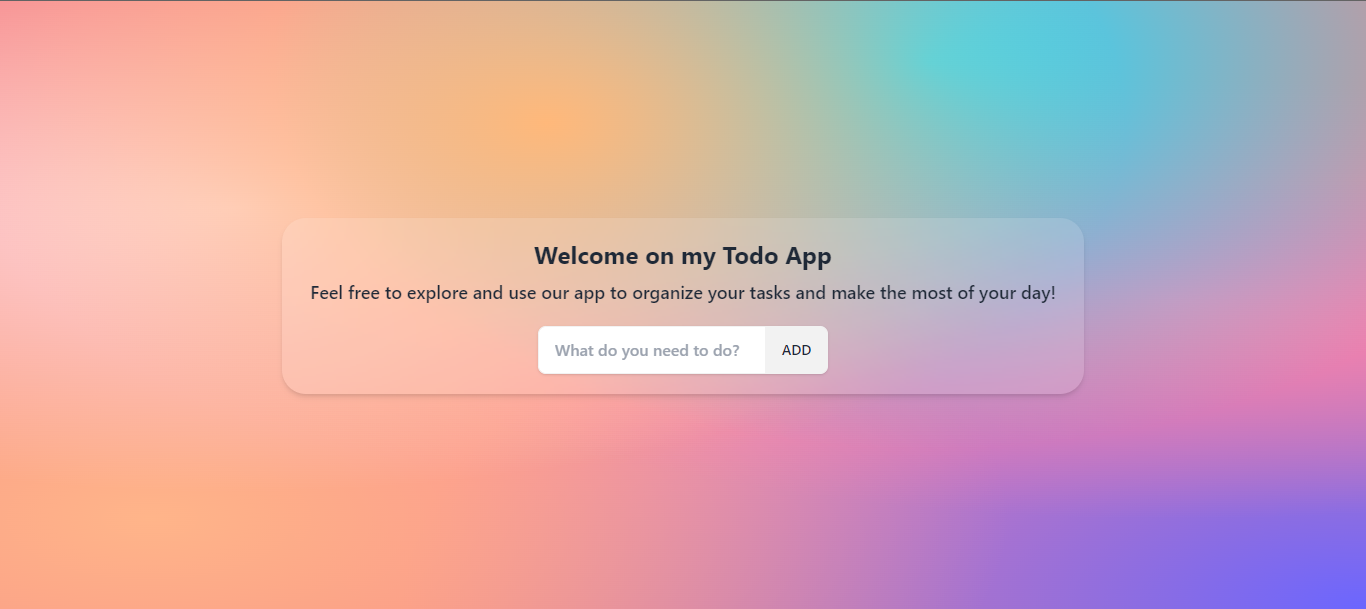 Welcome on my Todo App
Feel free to explore and use our app to organize your tasks and make the most of your day!
What do you need to do?
ADD